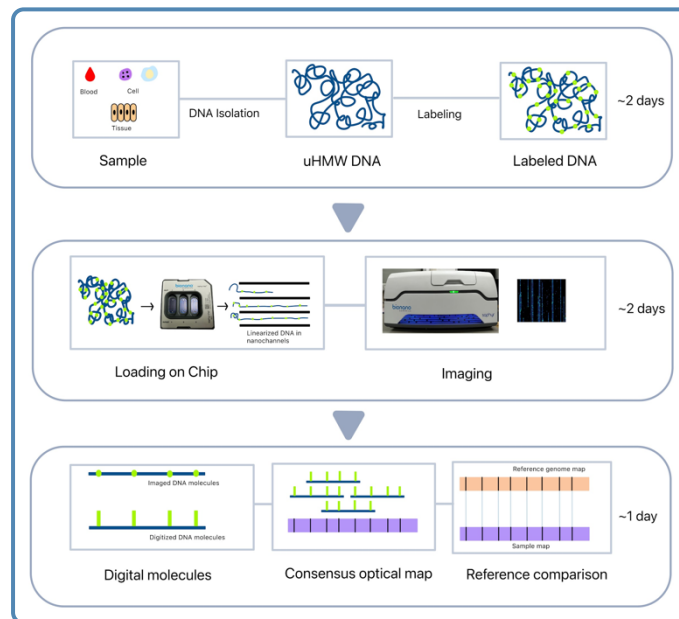 Blood
Cell
Tissue
Sample
DNA Isolation
uHMW DNA
Labeling
Labeled DNA
~2 days
bionano
Linearized DNA in
nanochannels
Loading on Chip
bionano
Imaging
~2 days
Imaged DNA molecules
Digitized DNA molecules
Digital molecules
Consensus optical map
Reference genome map
Sample map
Reference comparison
~1 day